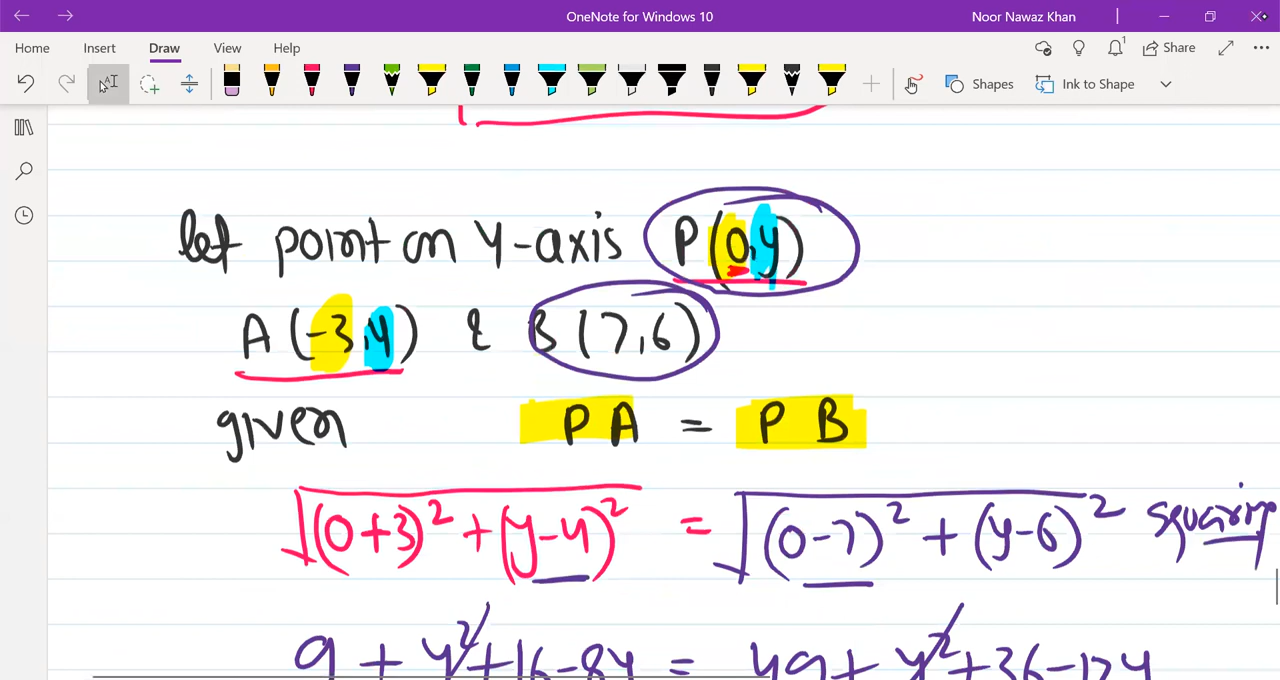 OneNote for Windows 10
Noor Nawaz Khan
Home Insert Draw View Help
1
Share
Shapes
Ink to Shape
let point on y-axis P(0,y)
A(-3,4) & B(7,6)
given PA = PB
√(0+3)² + (y-4)² = √(0-7)² + (y-6)² squaring
9 + y² + 16 - 8y = 49 + y² + 36 - 12y